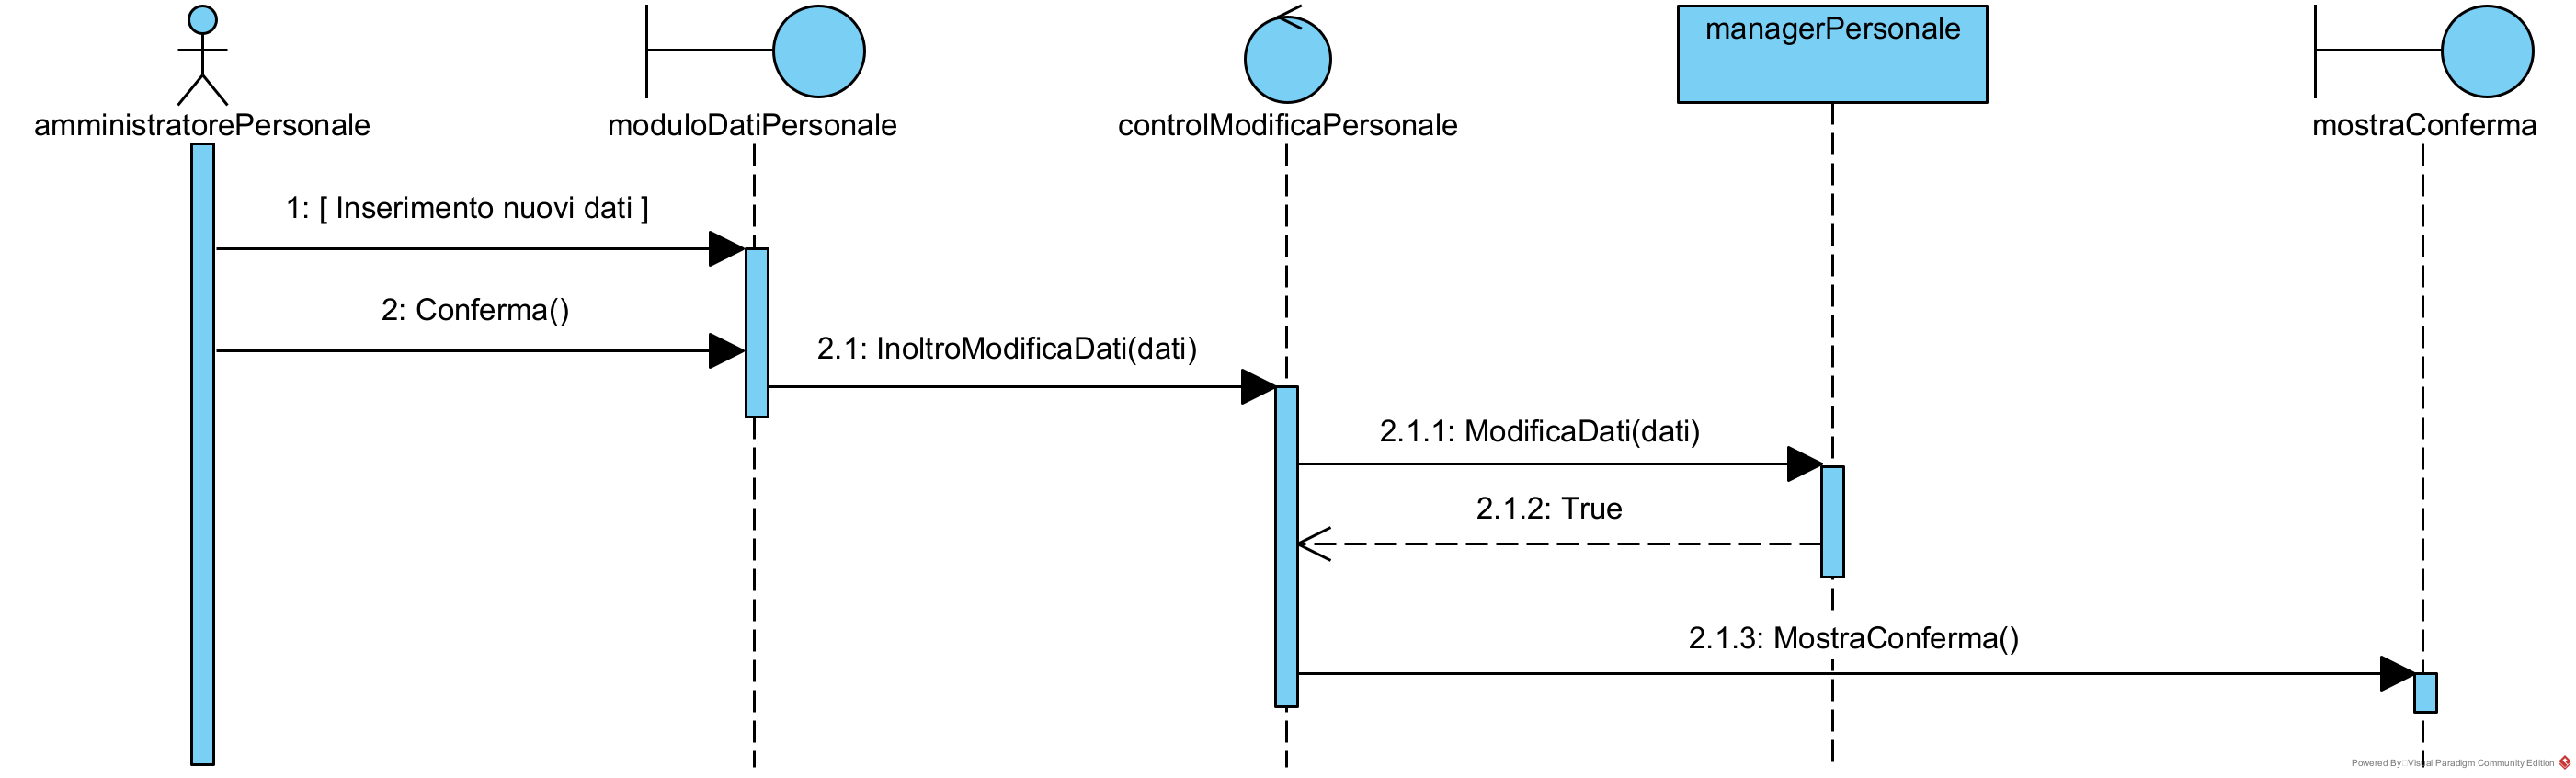 managerPersonale
amministratorePersonale
moduloDatiPersonale
controlModificaPersonale
mostraConferma
1: [ Inserimento nuovi dati ]
2: Conferma()
2.1: InoltroModificaDati(dati)
2.1.1: ModificaDati(dati)
2.1.2: True
2.1.3: MostraConferma()
Powered By Visual Paradigm Community Edition